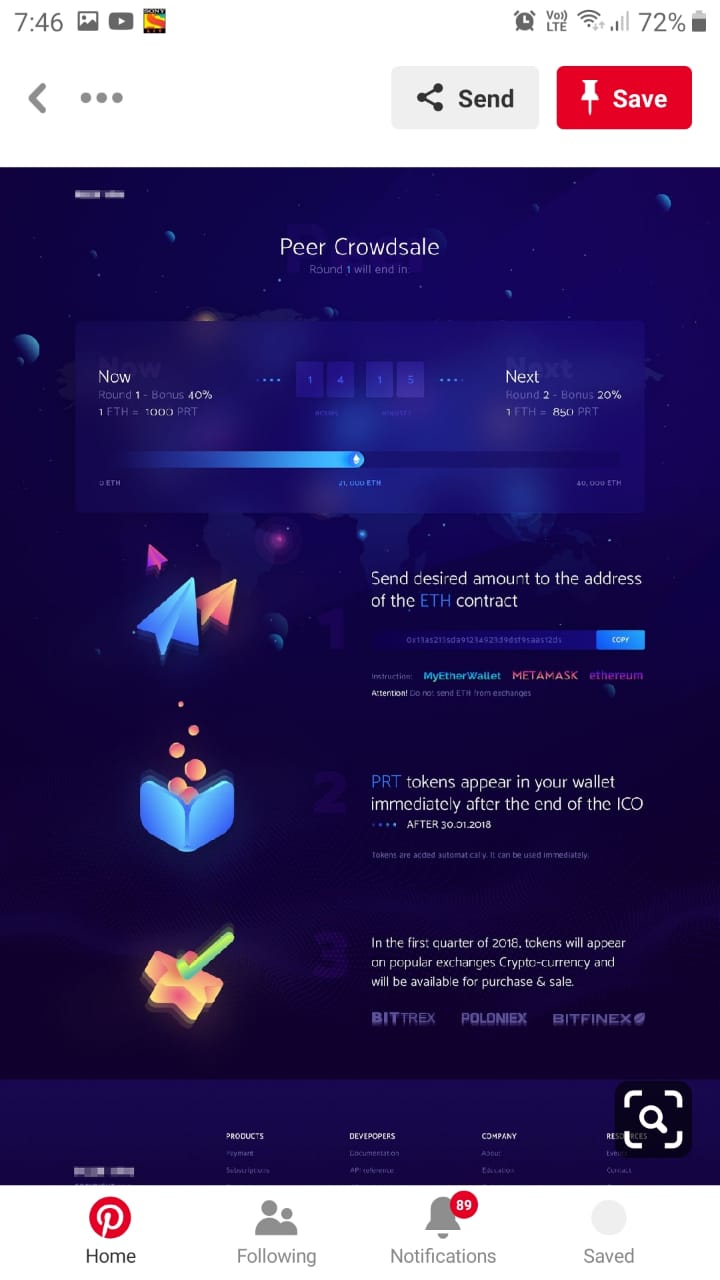 7:46
SONY
Vo))
LTE
72%
Send
Save
Peer Crowdsale
Round 1 will end in:
Now
Next
Now
Round 1 - Bonus 40%
1 ETH = 1000 PRT
1 4 1 5
HOURS MINUTES
Next
Round 2 - Bonus 20%
1 ETH = 850 PRT
0 ETH
21, 000 ETH
40, 000 ETH
1
Send desired amount to the address
of the ETH contract
COPY
Instruction: MyEtherWallet METAMASK ethereum
Attention! Do not send ETH from exchanges
2
PRT tokens appear in your wallet
immediately after the end of the ICO
AFTER 30.01.2018
Tokens are added automatically. It can be used immediately.
3
In the first quarter of 2018, tokens will appear
on popular exchanges Crypto-currency and
will be available for purchase & sale.
BITTREX POLONIEX BITFINEX
PRODUCTS DEVEPOPERS COMPANY RESOURCES
Payment Documentation About Events
Subscriptions API reference Education Contact
89
Home Following Notifications Saved